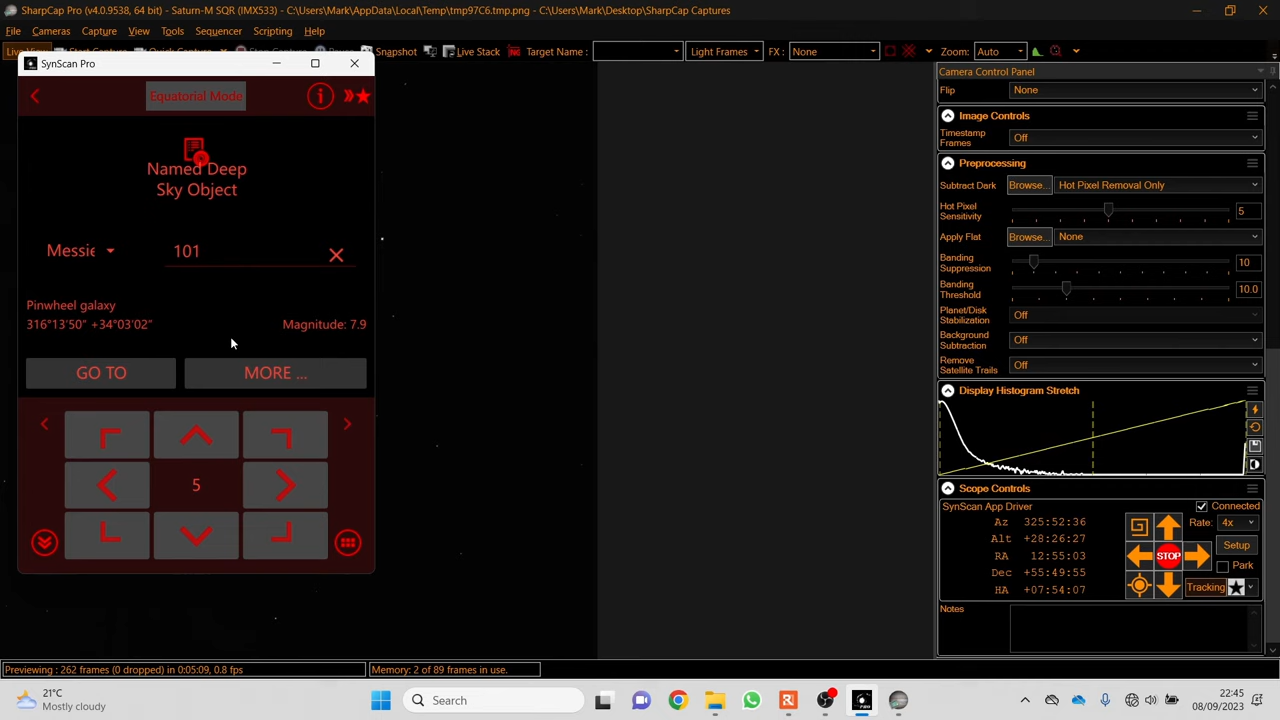 SharpCap Pro (v4.0.9538, 64 bit) - Saturn-M SQR (IMX533) - C:\Users\Mark\AppData\Local\Temp\tmp97C6.tmp.png - C:\Users\Mark\Desktop\SharpCap Captures
File Cameras Capture View Tools Sequencer Scripting Help
Snapshot Live Stack Target Name : Light Frames FX : None Zoom: Auto
SynScan Pro
Equatorial Mode
Named Deep
Sky Object
Messie 101
Pinwheel galaxy
316°13'50" +34°03'02" Magnitude: 7.9
GO TO MORE ...
5
Camera Control Panel
Flip None
Image Controls
Timestamp
Frames Off
Preprocessing
Subtract Dark Browse... Hot Pixel Removal Only
Hot Pixel
Sensitivity 5
Apply Flat Browse... None
Banding
Suppression 10
Banding
Threshold 10.0
Planet/Disk
Stabilization Off
Background
Subtraction Off
Remove
Satellite Trails Off
Display Histogram Stretch
Scope Controls
SynScan App Driver Connected
Az 325:52:36 Rate: 4x
Alt +28:26:27
RA 12:55:03 STOP Setup
Dec +55:49:55 Park
HA +07:54:07 Tracking
Notes
Previewing : 262 frames (0 dropped) in 0:05:09, 0.8 fps Memory: 2 of 89 frames in use.
21°C
Mostly cloudy
Search
22:45
08/09/2023